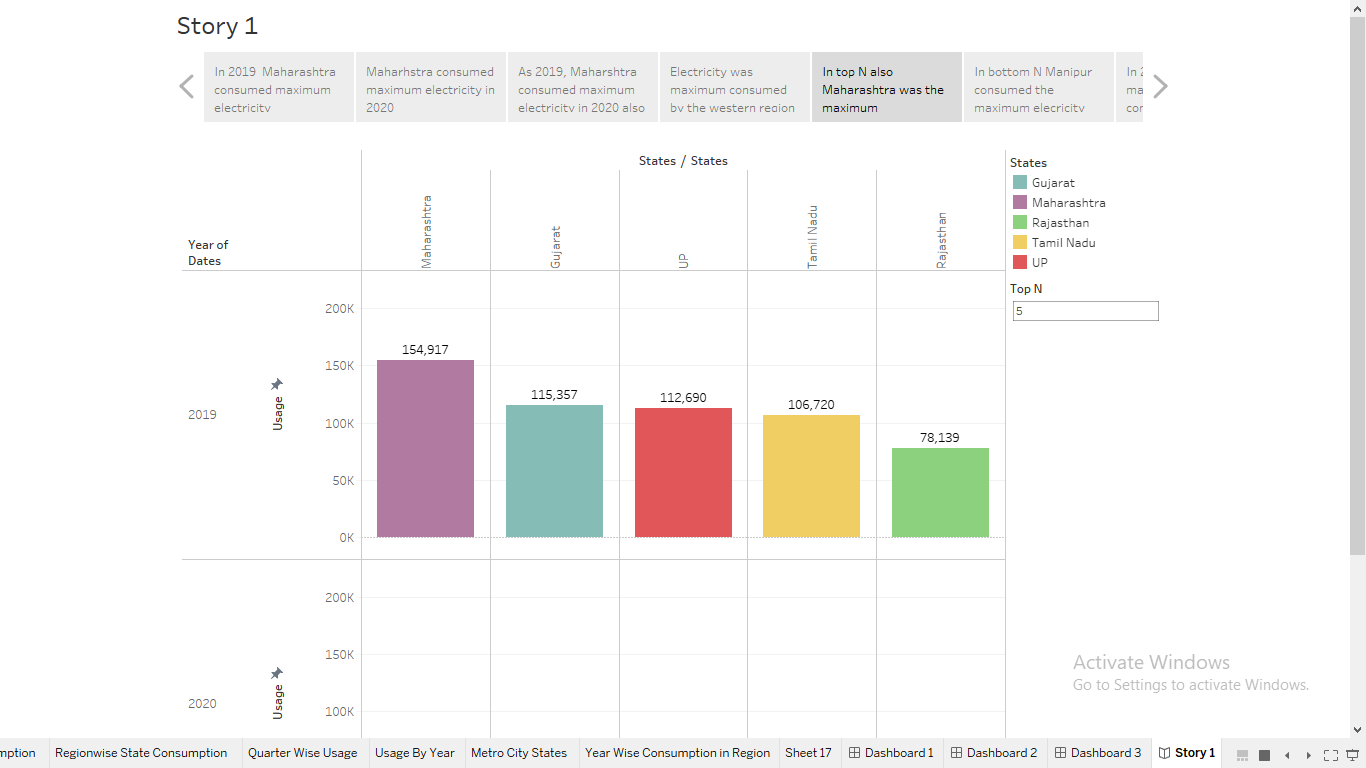 Story 1
In 2019 Maharashtra
consumed maximum
electricity
Maharhstra consumed
maximum electricity in
2020
As 2019, Maharshtra
consumed maximum
electricity in 2020 also
Electricity was
maximum consumed
by the western region
In top N also
Maharashtra was the
maximum
In bottom N Manipur
consumed the
maximum elecricity
In 2
ma
cor
States / States
Year of
Dates
Maharashtra
Gujarat
UP
Tamil Nadu
Rajasthan
States
Gujarat
Maharashtra
Rajasthan
Tamil Nadu
UP
Top N
5
2019
Usage
200K
150K
100K
50K
0K
154,917
115,357
112,690
106,720
78,139
2020
Usage
200K
150K
100K
Activate Windows
Go to Settings to activate Windows.
mption
Regionwise State Consumption
Quarter Wise Usage
Usage By Year
Metro City States
Year Wise Consumption in Region
Sheet 17
Dashboard 1
Dashboard 2
Dashboard 3
Story 1